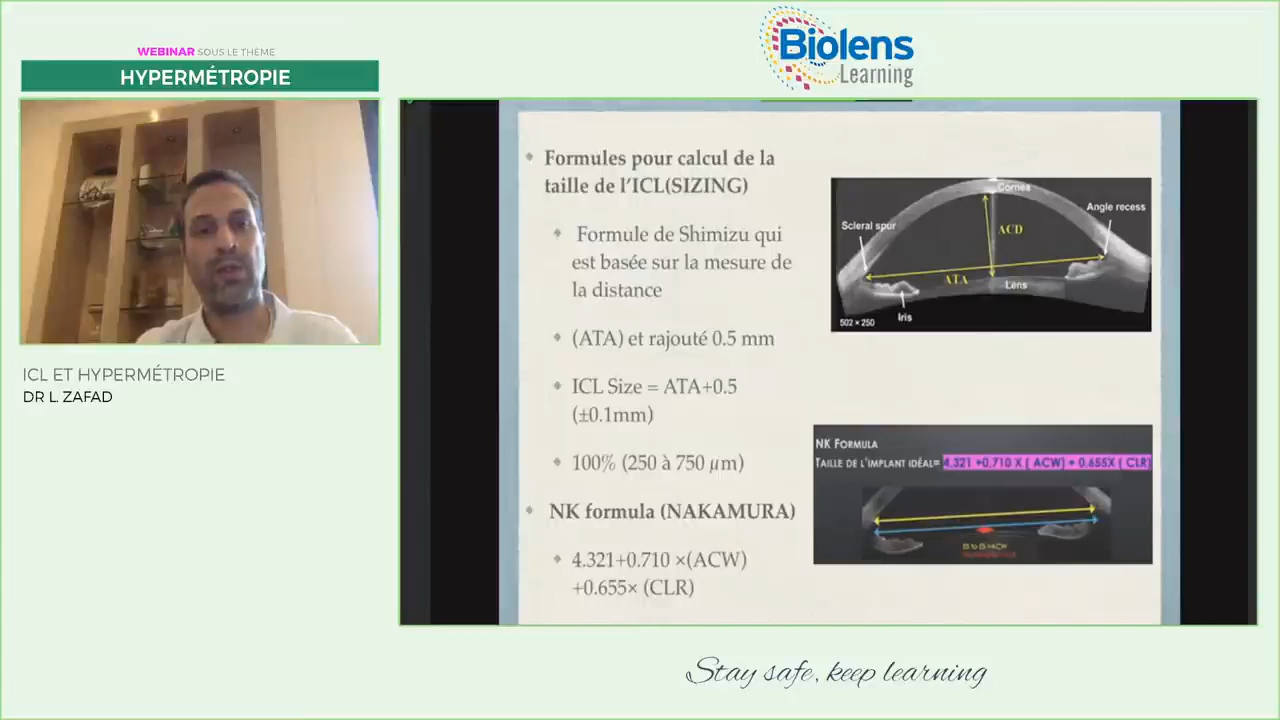 WEBINAR SOUS LE THÈME
HYPERMÉTROPIE
Biolens
Learning
ICL ET HYPERMÉTROPIE
DR L. ZAFAD
Formules pour calcul de la
taille de l'ICL(SIZING)
Formule de Shimizu qui
est basée sur la mesure de
la distance
(ATA) et rajouté 0.5 mm
ICL Size = ATA+0.5
(±0.1mm)
100% (250 à 750 µm)
NK formula (NAKAMURA)
4.321+0.710 ×(ACW)
+0.655× (CLR)
Cornea
Angle recess
Scleral spur
ACD
ATA
Lens
Iris
502 × 250
NK FORMULA
TAILLE DE L'IMPLANT IDÉAL= 4.321 +0.710 X ( ACW) + 0.655X ( CLR)
Stay safe, keep learning